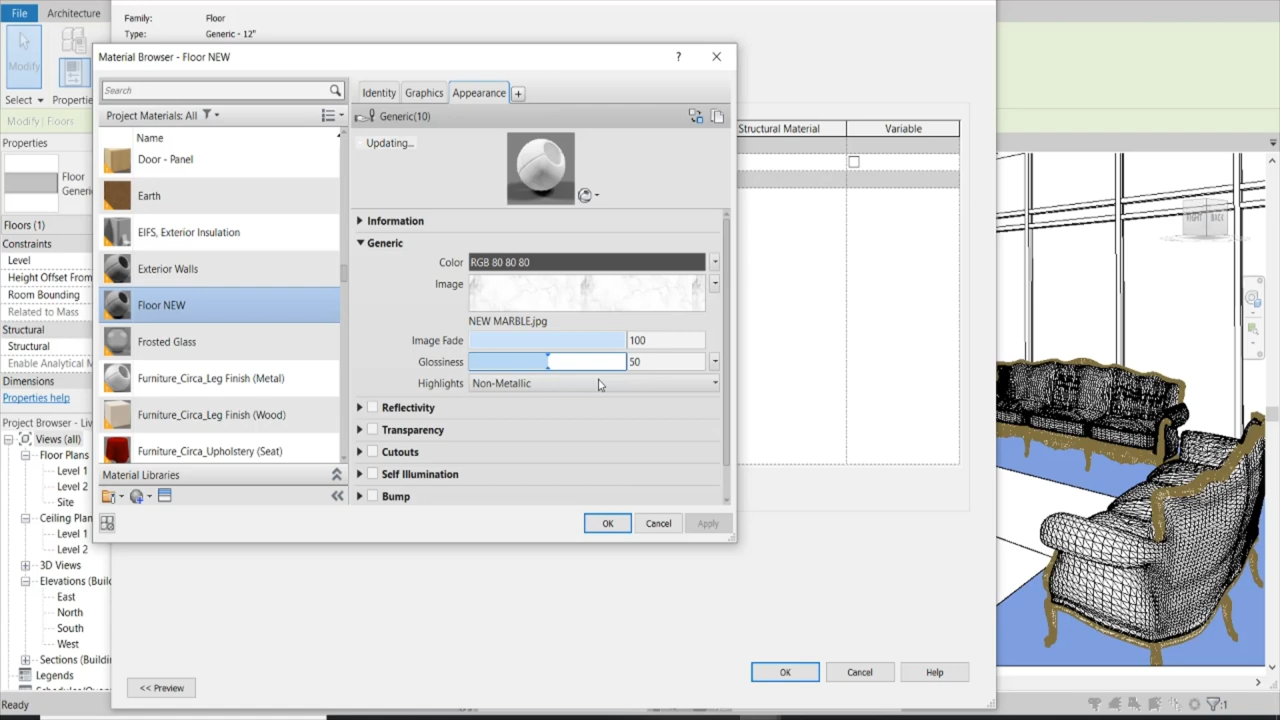 File
Architecture
Family:
Floor
Type:
Generic - 12"
Modify
Select
Properties
Modify | Floors
Properties
Floor
Generic
Floors (1)
Constraints
Level
Height Offset From
Room Bounding
Related to Mass
Structural
Structural
Enable Analytical M
Dimensions
Properties help
Project Browser - Liv
Views (all)
Floor Plans
Level 1
Level 2
Site
Ceiling Plan
Level 1
Level 2
3D Views
Elevations (Buil
East
North
South
West
Sections (Buildin
Legends
Ready
Material Browser - Floor NEW
?
Search
Project Materials: All
Name
Door - Panel
Earth
EIFS, Exterior Insulation
Exterior Walls
Floor NEW
Frosted Glass
Furniture_Circa_Leg Finish (Metal)
Furniture_Circa_Leg Finish (Wood)
Furniture_Circa_Upholstery (Seat)
Material Libraries
Identity
Graphics
Appearance
+
Generic(10)
Updating...
Information
Generic
Color
RGB 80 80 80
Image
NEW MARBLE.jpg
Image Fade
100
Glossiness
50
Highlights
Non-Metallic
Reflectivity
Transparency
Cutouts
Self Illumination
Bump
OK
Cancel
Apply
Structural Material
Variable
RIGHT
BACK
<< Preview
OK
Cancel
Help
:1